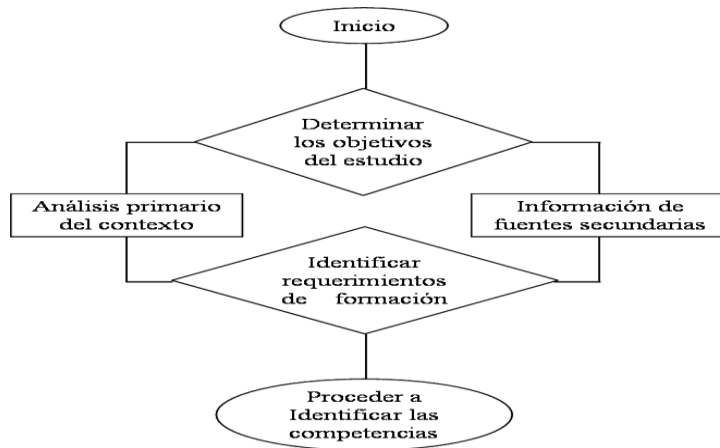 Inicio
Determinar
los objetivos
del estudio
Análisis primario
del contexto
Información de
fuentes secundarias
Identificar
requerimientos
de formación
Proceder a
Identificar las
competencias